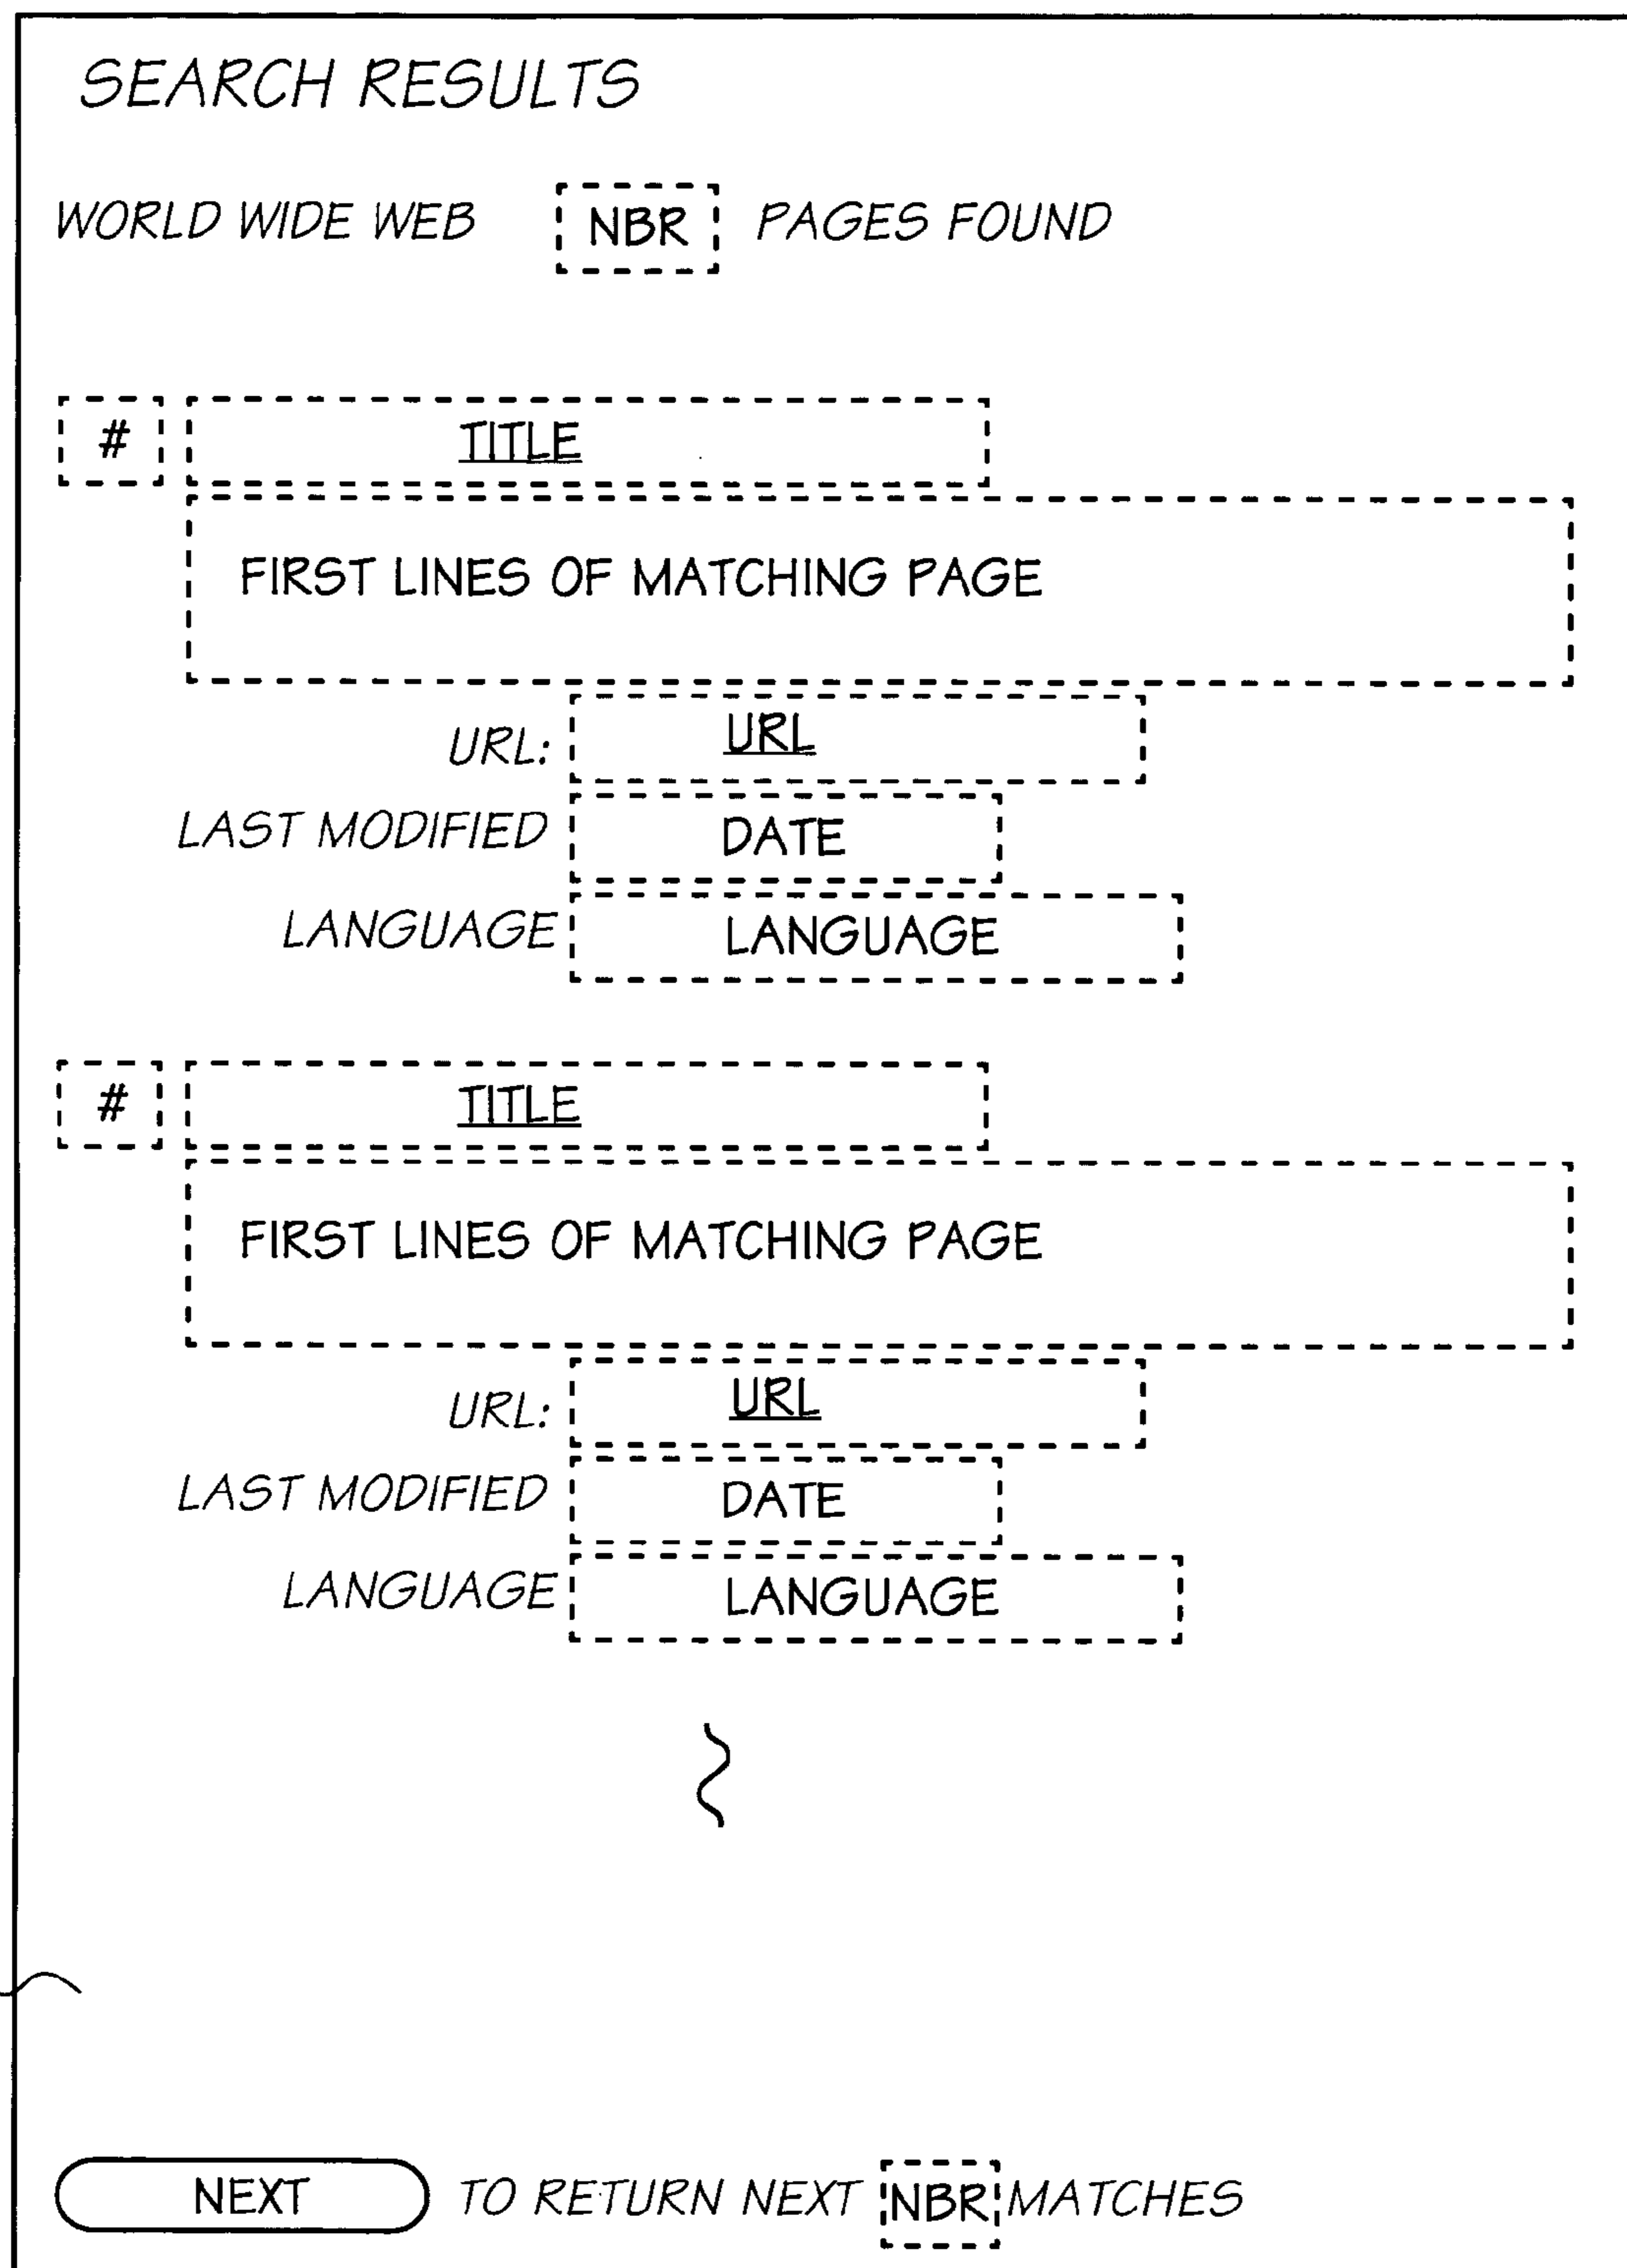 SEARCH RESULTS
WORLD WIDE WEB NBR PAGES FOUND
# TITLE
FIRST LINES OF MATCHING PAGE
URL: URL
LAST MODIFIED DATE
LANGUAGE LANGUAGE
# TITLE
FIRST LINES OF MATCHING PAGE
URL: URL
LAST MODIFIED DATE
LANGUAGE LANGUAGE
NEXT TO RETURN NEXT NBR MATCHES